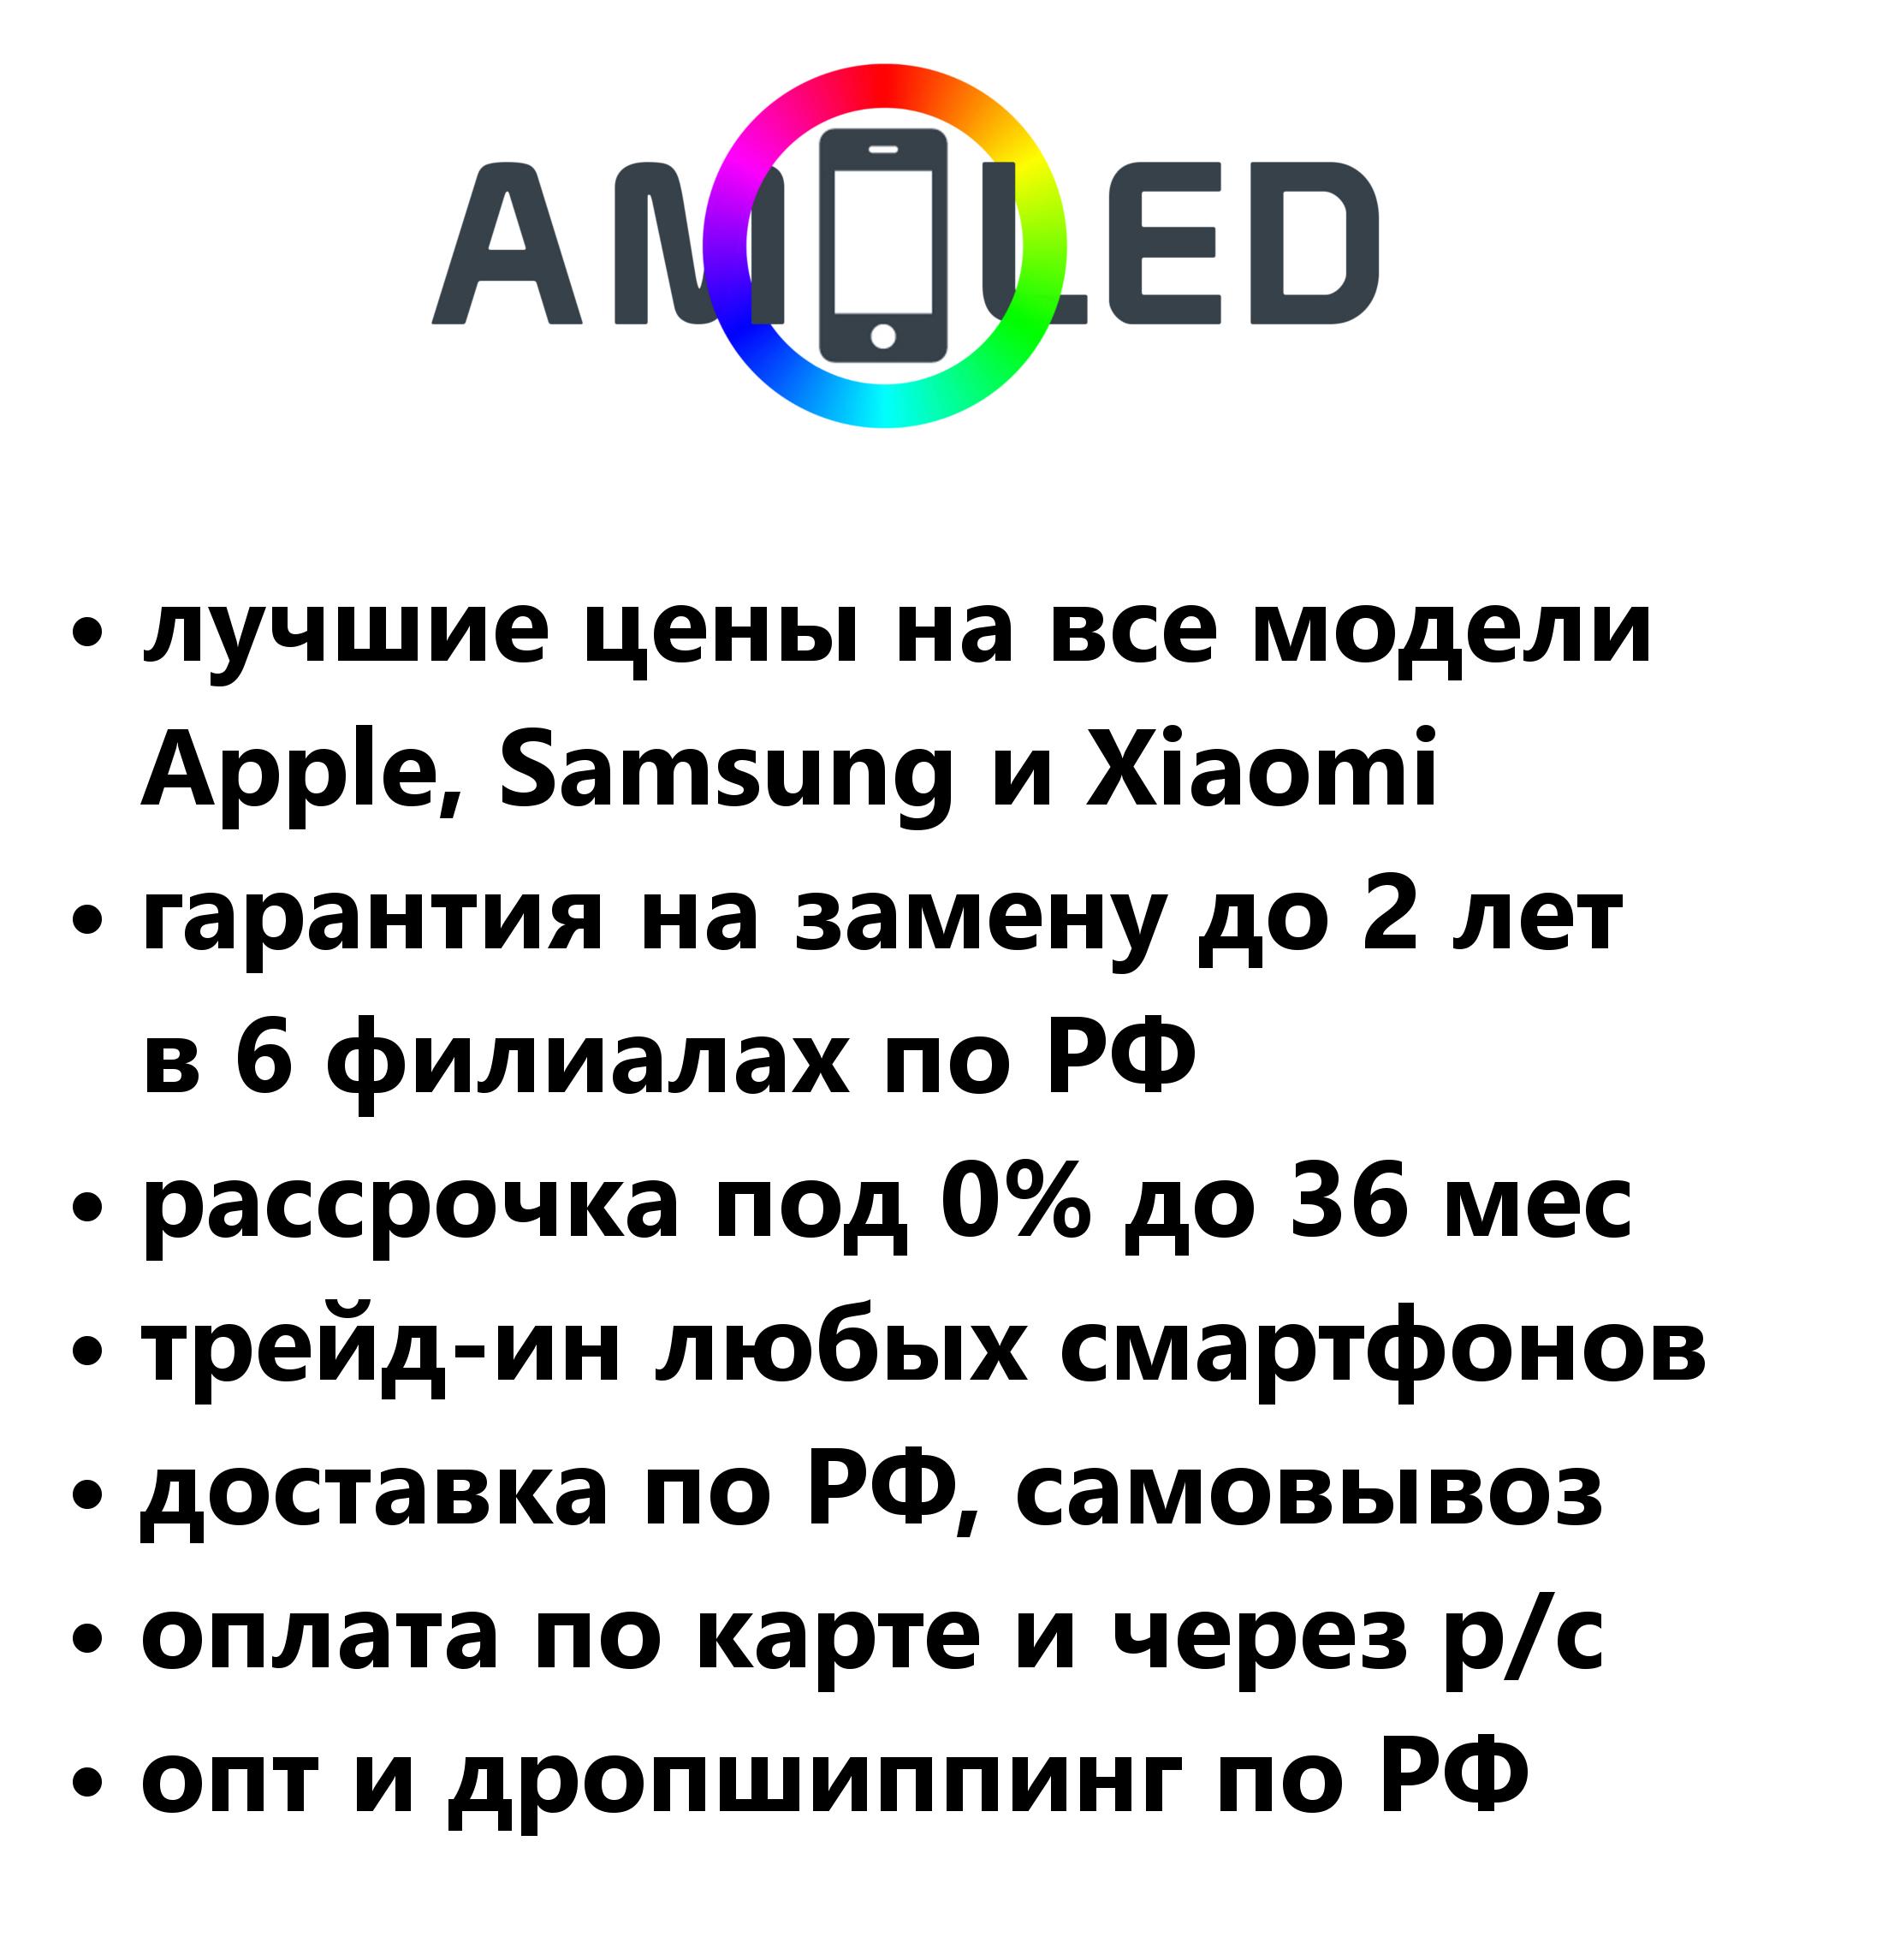 AMOLED
• лучшие цены на все модели
Apple, Samsung и Xiaomi
• гарантия на замену до 2 лет
в 6 филиалах по РФ
• рассрочка под 0% до 36 мес
• трейд-ин любых смартфонов
• доставка по РФ, самовывоз
• оплата по карте и через р/с
• опт и дропшиппинг по РФ